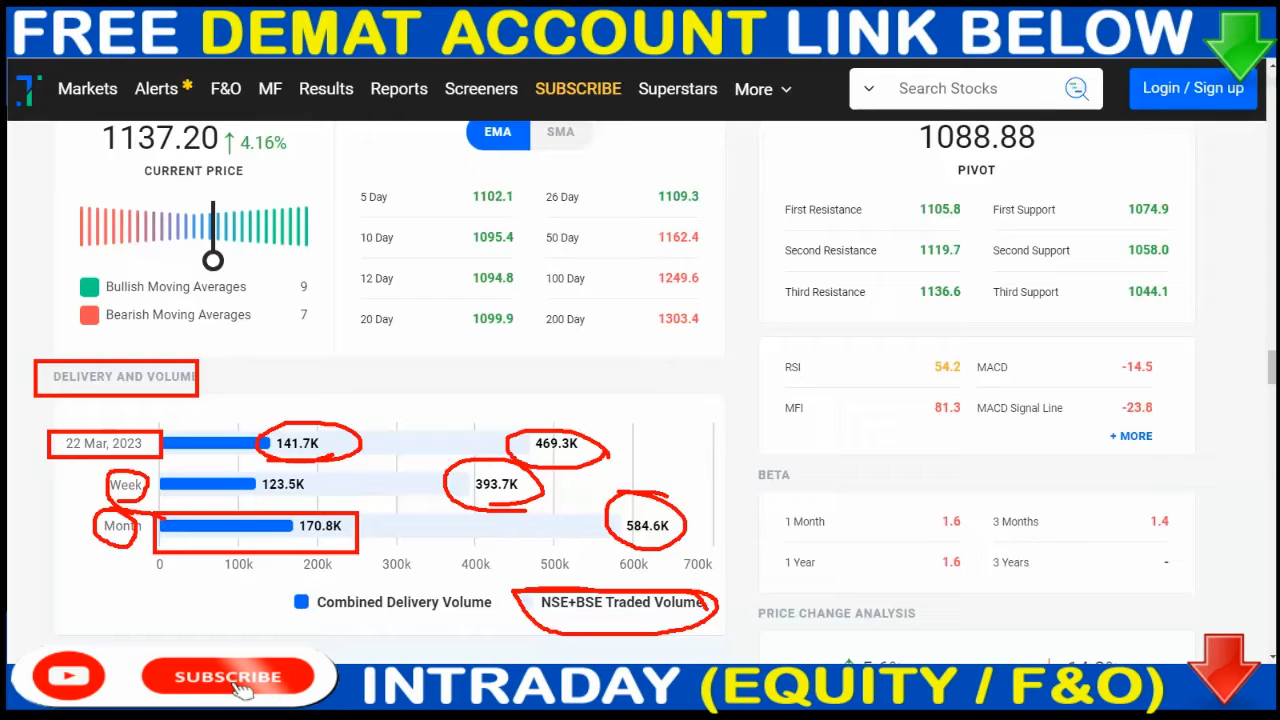 FREE DEMAT ACCOUNT LINK BELOW
Markets Alerts F&O MF Results Reports Screeners SUBSCRIBE Superstars More Search Stocks Login / Sign up
1137.20 ↑ 4.16%
CURRENT PRICE
Bullish Moving Averages 9
Bearish Moving Averages 7
EMA SMA
5 Day 1102.1 26 Day 1109.3
10 Day 1095.4 50 Day 1162.4
12 Day 1094.8 100 Day 1249.6
20 Day 1099.9 200 Day 1303.4
1088.88
PIVOT
First Resistance 1105.8 First Support 1074.9
Second Resistance 1119.7 Second Support 1058.0
Third Resistance 1136.6 Third Support 1044.1
DELIVERY AND VOLUME
22 Mar, 2023 141.7K 469.3K
Week 123.5K 393.7K
Month 170.8K 584.6K
0 100k 200k 300k 400k 500k 600k 700k
Combined Delivery Volume NSE+BSE Traded Volume
RSI 54.2 MACD -14.5
MFI 81.3 MACD Signal Line -23.8
+ MORE
BETA
1 Month 1.6 3 Months 1.4
1 Year 1.6 3 Years -
PRICE CHANGE ANALYSIS
SUBSCRIBE
INTRADAY (EQUITY / F&O)